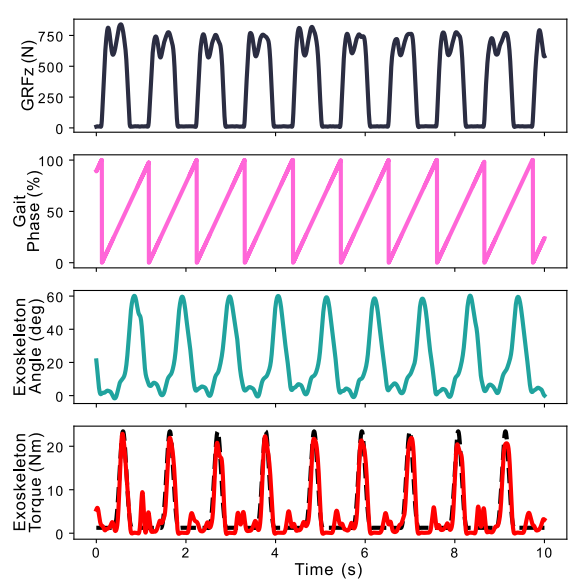 GRFz (N)
750
500
250
0
Gait
Phase (%)
100
50
0
Exoskeleton
Angle (deg)
60
40
20
0
Exoskeleton
Torque (Nm)
20
10
0
0 2 4 6 8 10
Time (s)